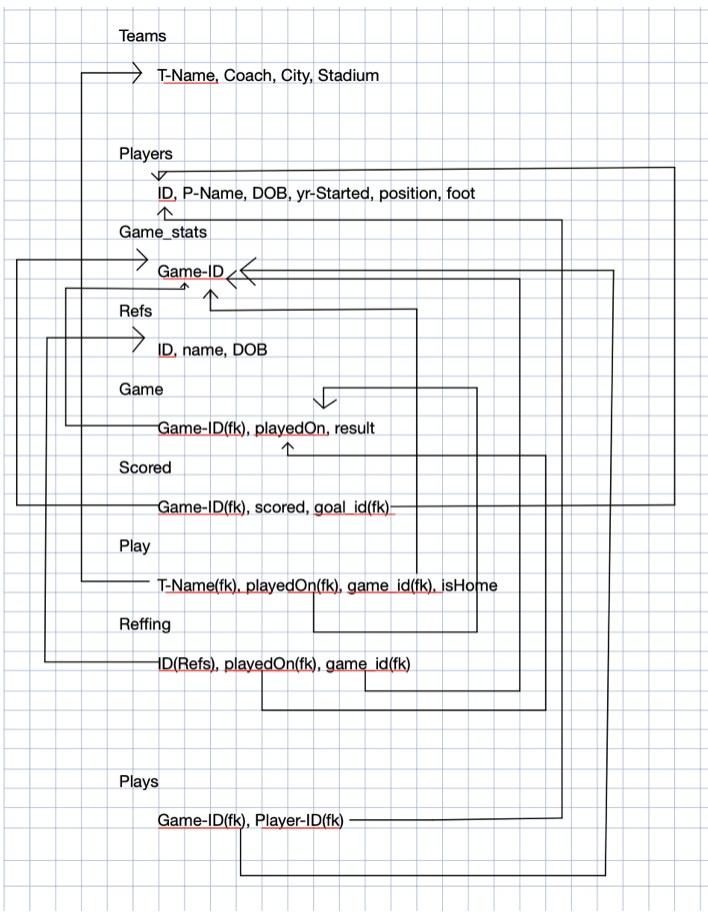 Teams
T-Name, Coach, City, Stadium
Players
ID, P-Name, DOB, yr-Started, position, foot
Game_stats
Game-ID
Refs
ID, name, DOB
Game
Game-ID(fk), playedOn, result
Scored
Game-ID(fk), scored, goal_id(fk)
Play
T-Name(fk), playedOn(fk), game_id(fk), isHome
Reffing
ID(Refs), playedOn(fk), game_id(fk)
Plays
Game-ID(fk), Player-ID(fk)